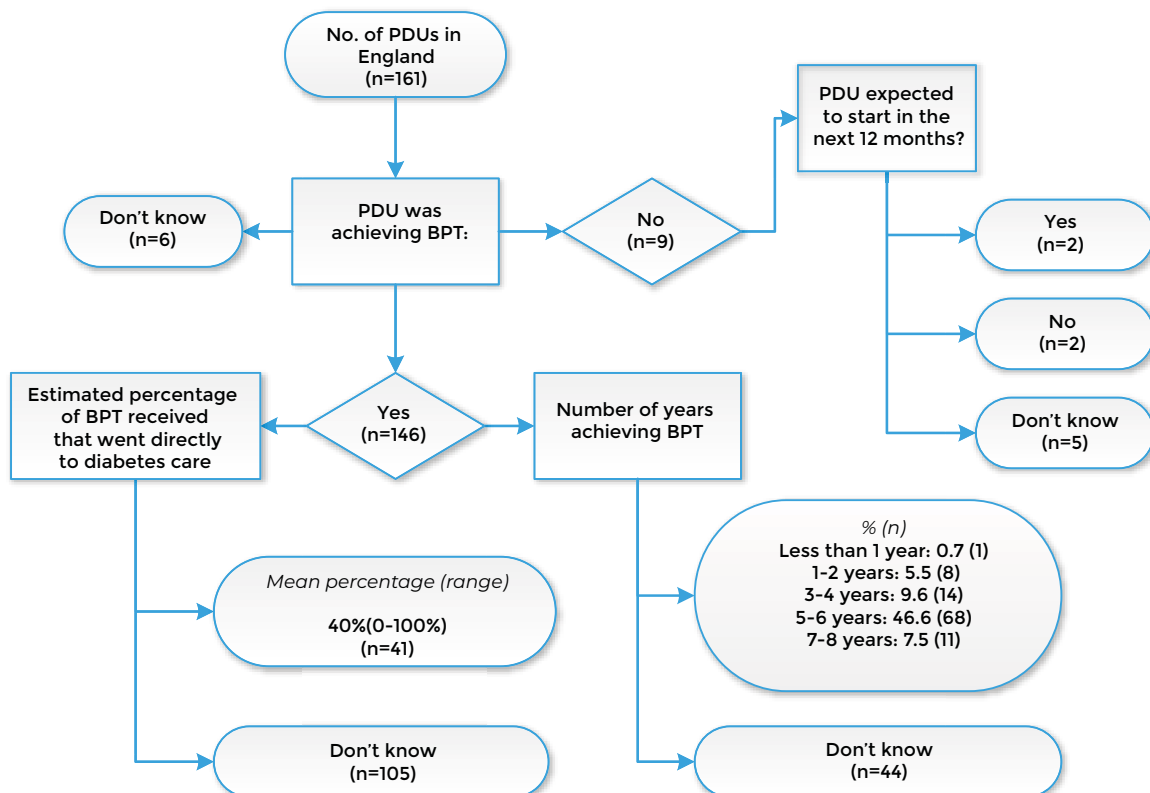 No. of PDUs in
England
(n=161)
PDU expected
to start in the
next 12 months?
Don't know
(n=6)
PDU was
achieving BPT:
No
(n=9)
Yes
(n=2)
No
(n=2)
Don't know
(n=5)
Estimated percentage
of BPT received
that went directly
to diabetes care
Yes
(n=146)
Number of years
achieving BPT
Mean percentage (range)
40%(0-100%)
(n=41)
% (n)
Less than 1 year: 0.7 (1)
1-2 years: 5.5 (8)
3-4 years: 9.6 (14)
5-6 years: 46.6 (68)
7-8 years: 7.5 (11)
Don't know
(n=105)
Don't know
(n=44)